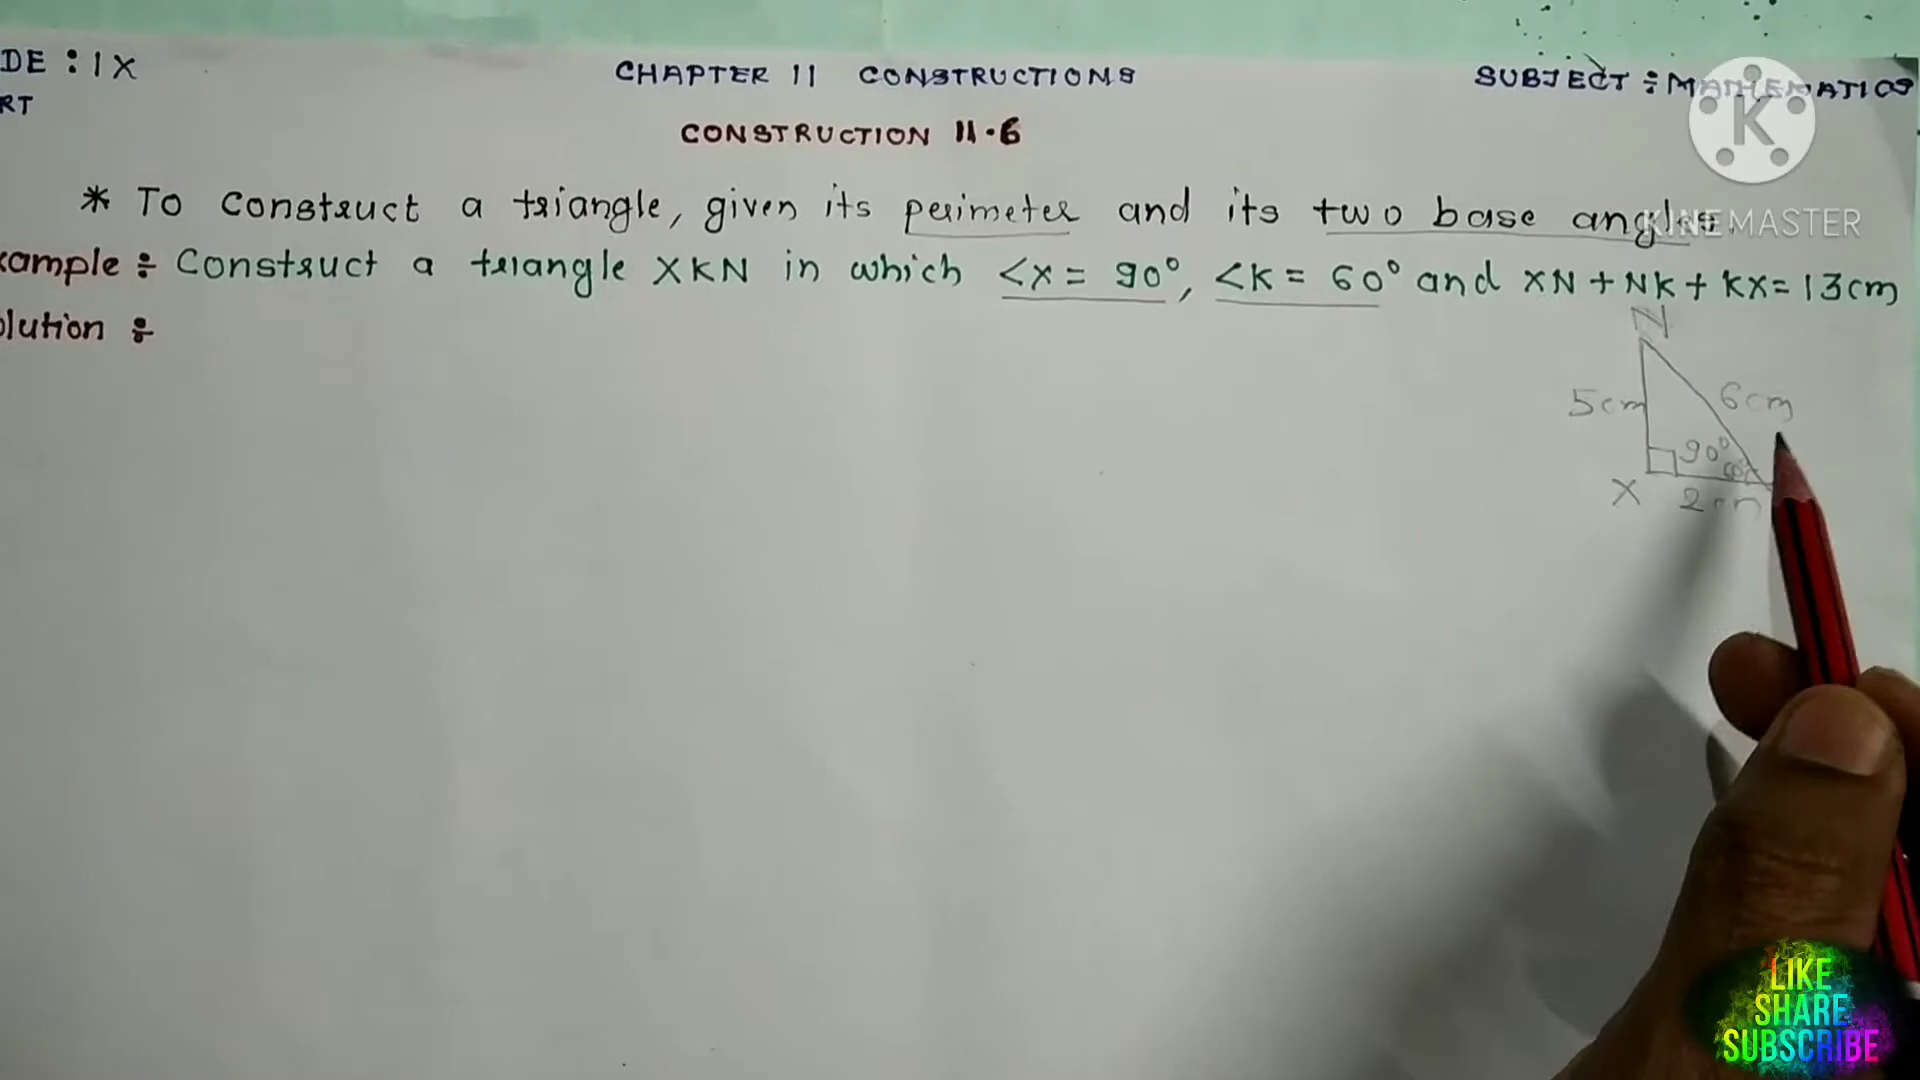 DE : IX
CHAPTER 11 CONSTRUCTIONS
SUBJECT : MATHEMATICS
RT
CONSTRUCTION 11.6
K
* To construct a triangle, given its perimeter and its two base angles.
KINEMASTER
xample : Construct a triangle XKN in which <X = 90°, <K = 60° and XN + NK + KX = 13cm
olution :
N
5cm
6cm
90°
60°
X
2cm
LIKE
SHARE
SUBSCRIBE